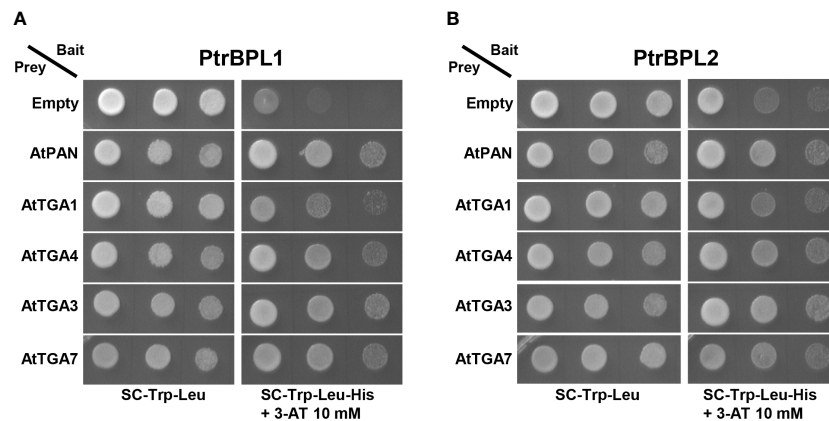 A
Bait
Prey
PtrBPL1
Empty
AtPAN
AtTGA1
AtTGA4
AtTGA3
AtTGA7
SC-Trp-Leu
SC-Trp-Leu-His
+ 3-AT 10 mM
B
Bait
Prey
PtrBPL2
Empty
AtPAN
AtTGA1
AtTGA4
AtTGA3
AtTGA7
SC-Trp-Leu
SC-Trp-Leu-His
+ 3-AT 10 mM